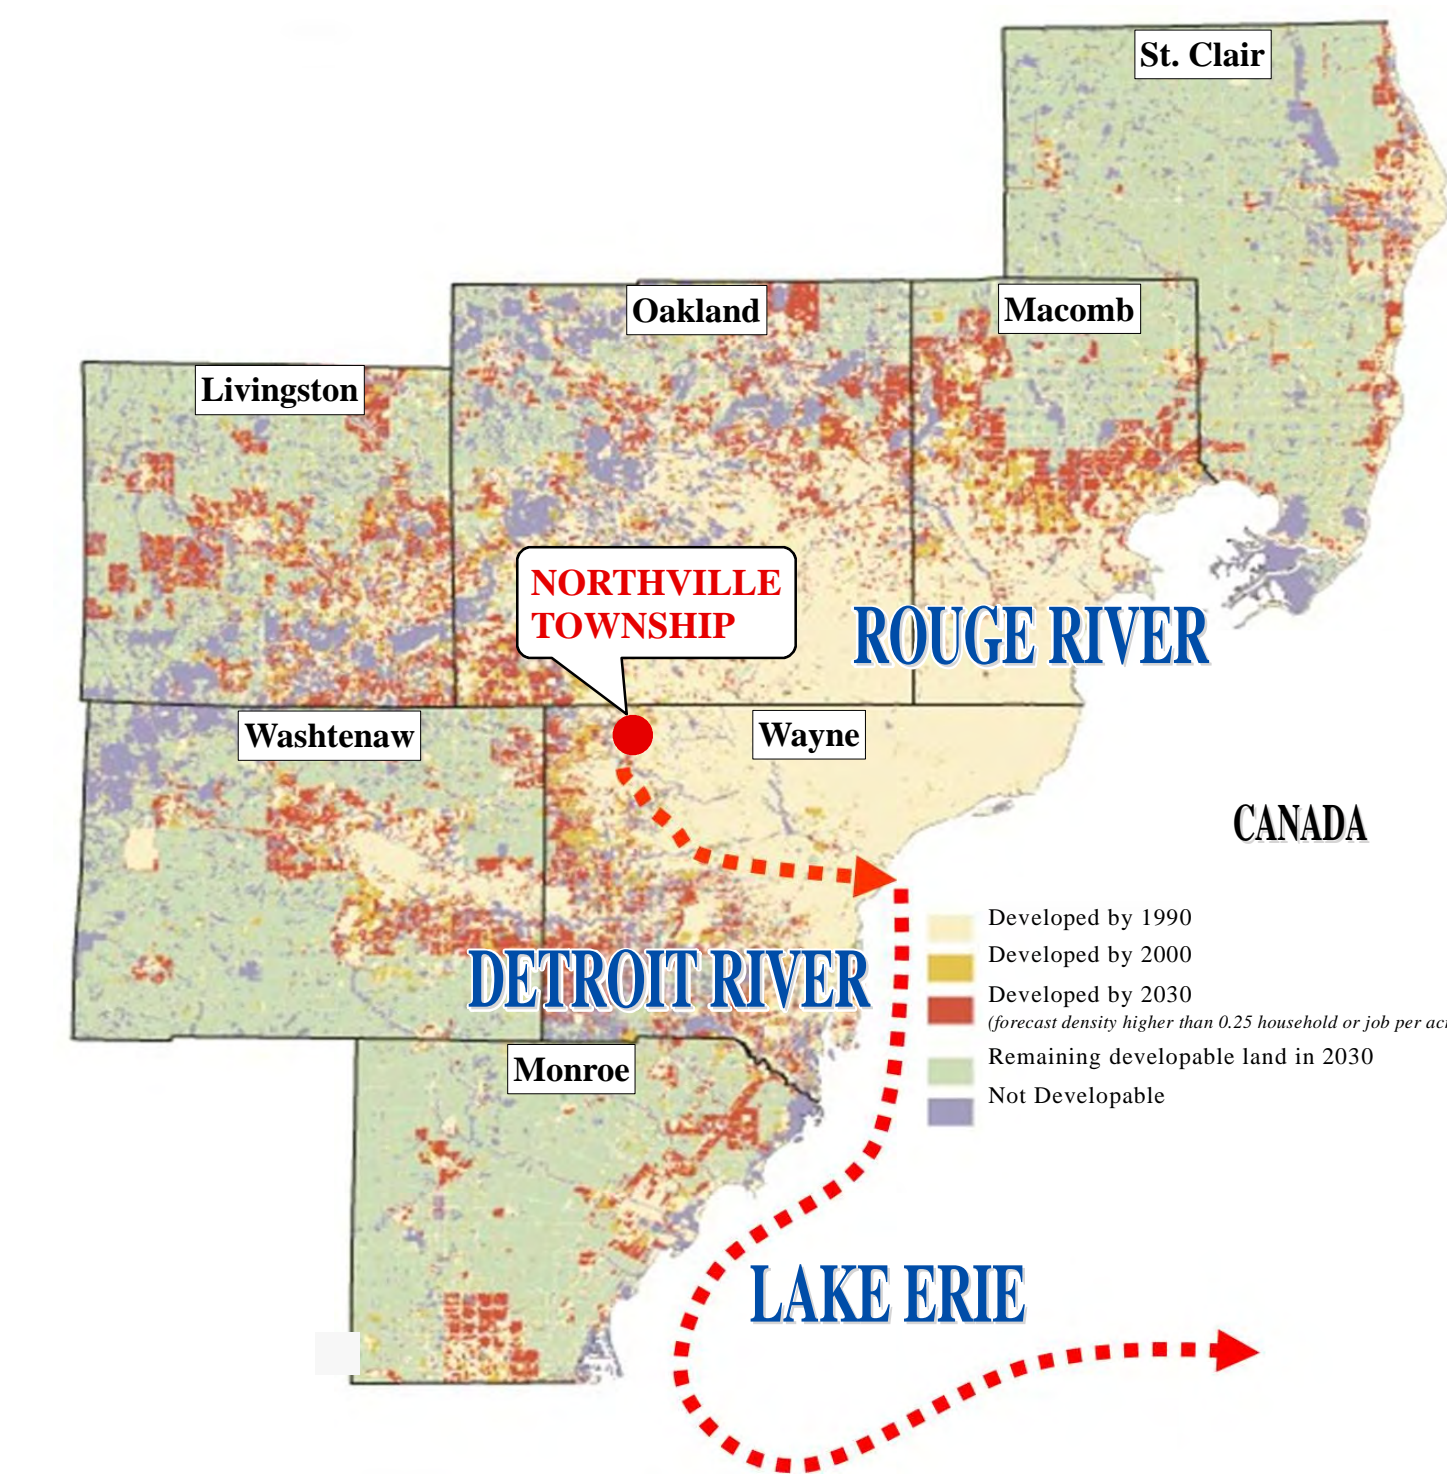 St. Clair
Oakland
Macomb
Livingston
NORTHVILLE
TOWNSHIP
ROUGE RIVER
Washtenaw
Wayne
CANADA
Developed by 1990
Developed by 2000
DETROIT RIVER
Developed by 2030
(forecast density higher than 0.25 household or job per acr
Remaining developable land in 2030
Monroe
Not Developable
LAKE ERIE